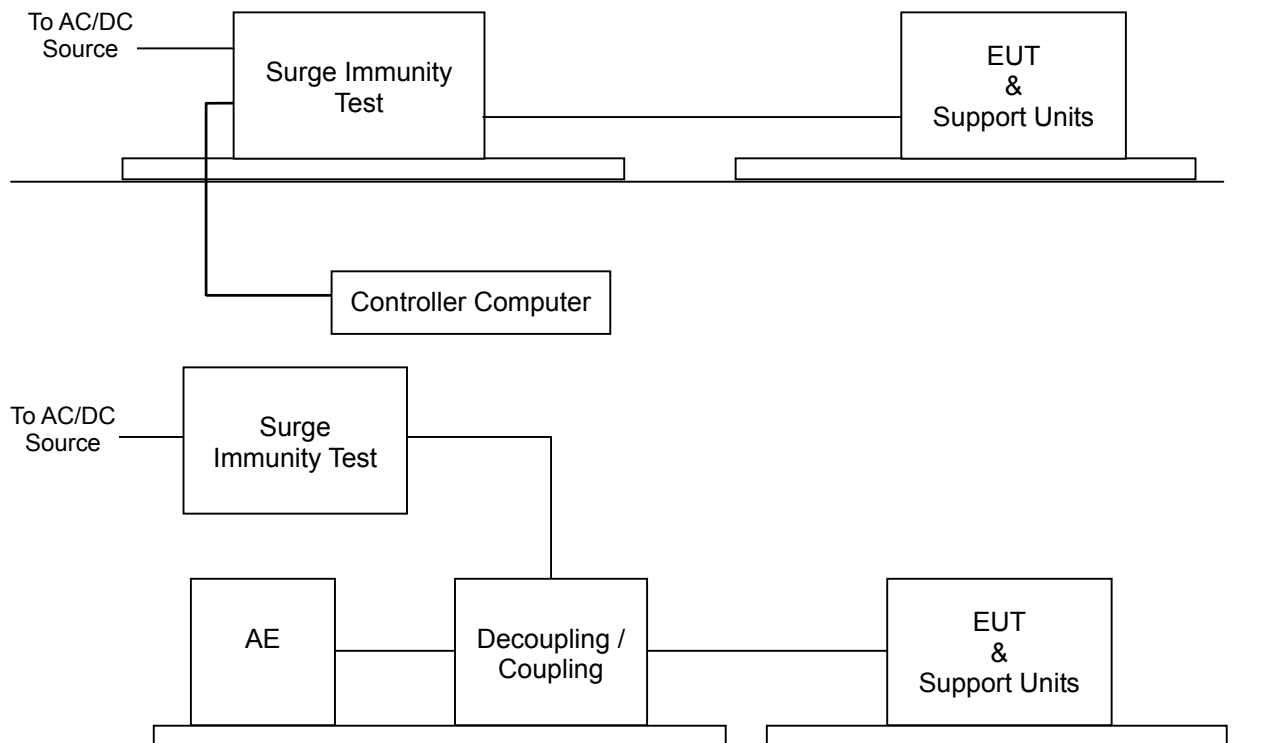 To AC/DC
Source
Surge Immunity
Test
EUT
&
Support Units
Controller Computer
To AC/DC
Source
Surge
Immunity Test
AE
Decoupling /
Coupling
EUT
&
Support Units